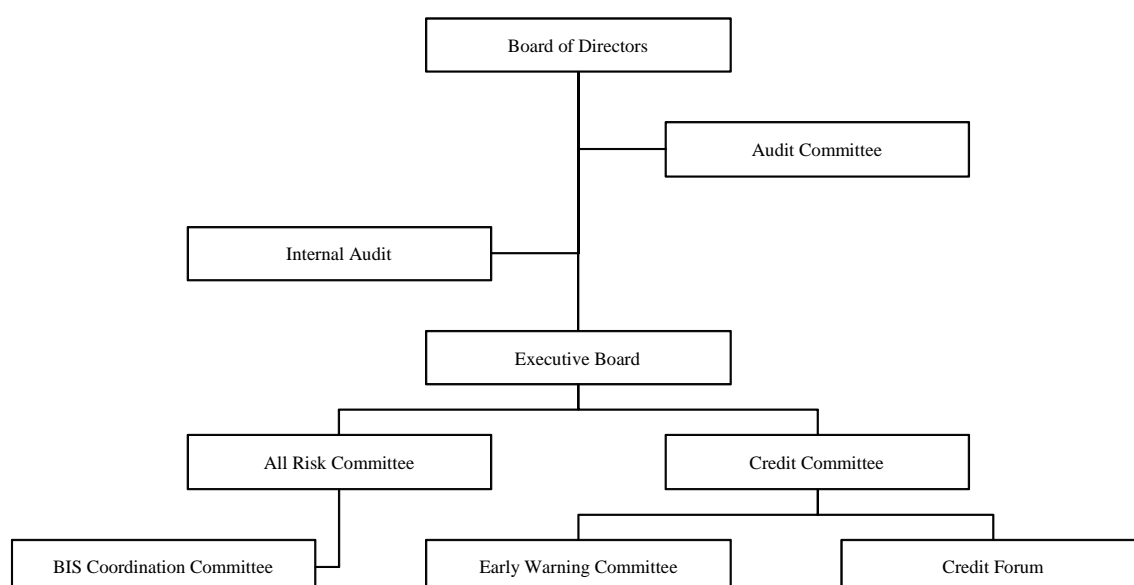 Board of Directors
Audit Committee
Internal Audit
Executive Board
All Risk Committee
Credit Committee
BIS Coordination Committee
Early Warning Committee
Credit Forum